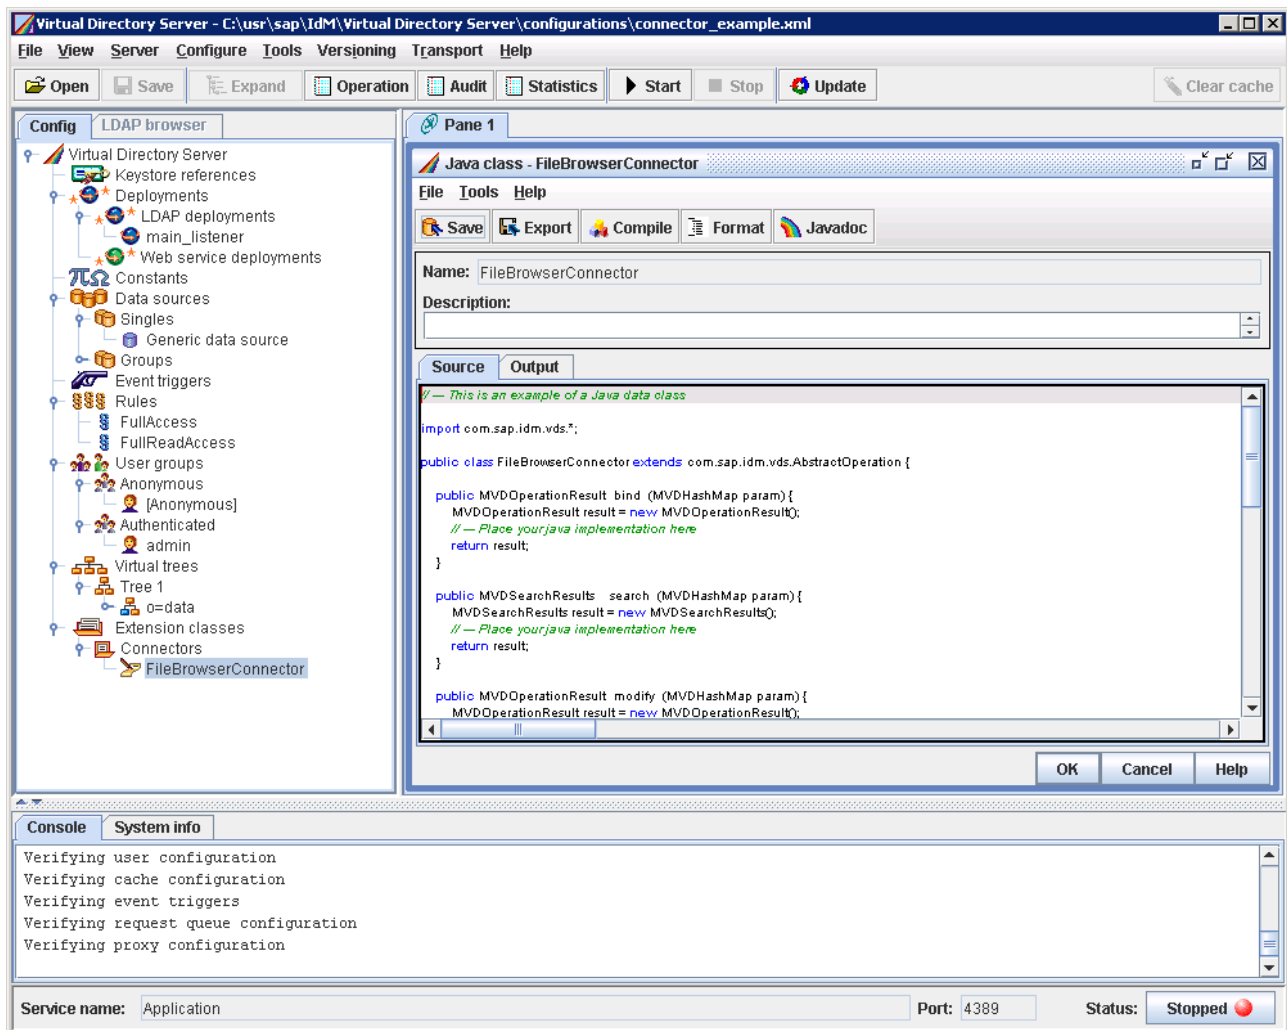 Virtual Directory Server - C:\usr\sap\IdM\Virtual Directory Server\configurations\connector_example.xml
File View Server Configure Tools Versioning Transport Help
Open Save Expand Operation Audit Statistics Start Stop Update Clear cache
Config LDAP browser
Virtual Directory Server
Keystore references
Deployments
LDAP deployments
main_listener
Web service deployments
Constants
Data sources
Singles
Generic data source
Groups
Event triggers
Rules
FullAccess
FullReadAccess
User groups
Anonymous
[Anonymous]
Authenticated
admin
Virtual trees
Tree 1
o=data
Extension classes
Connectors
FileBrowserConnector
Pane 1
Java class - FileBrowserConnector
File Tools Help
Save Export Compile Format Javadoc
Name: FileBrowserConnector
Description:
Source Output
// — This is an example of a Java data class
import com.sap.idm.vds.*;
public class FileBrowserConnector extends com.sap.idm.vds.AbstractOperation {
public MVDOperationResult bind (MVDHashMap param) {
MVDOperationResult result = new MVDOperationResult();
// — Place your java implementation here
return result;
}
public MVDSearchResults search (MVDHashMap param) {
MVDSearchResults result = new MVDSearchResults();
// — Place your java implementation here
return result;
}
public MVDOperationResult modify (MVDHashMap param) {
MVDOperationResult result = new MVDOperationResult();
OK Cancel Help
Console System info
Verifying user configuration
Verifying cache configuration
Verifying event triggers
Verifying request queue configuration
Verifying proxy configuration
Service name: Application Port: 4389 Status: Stopped